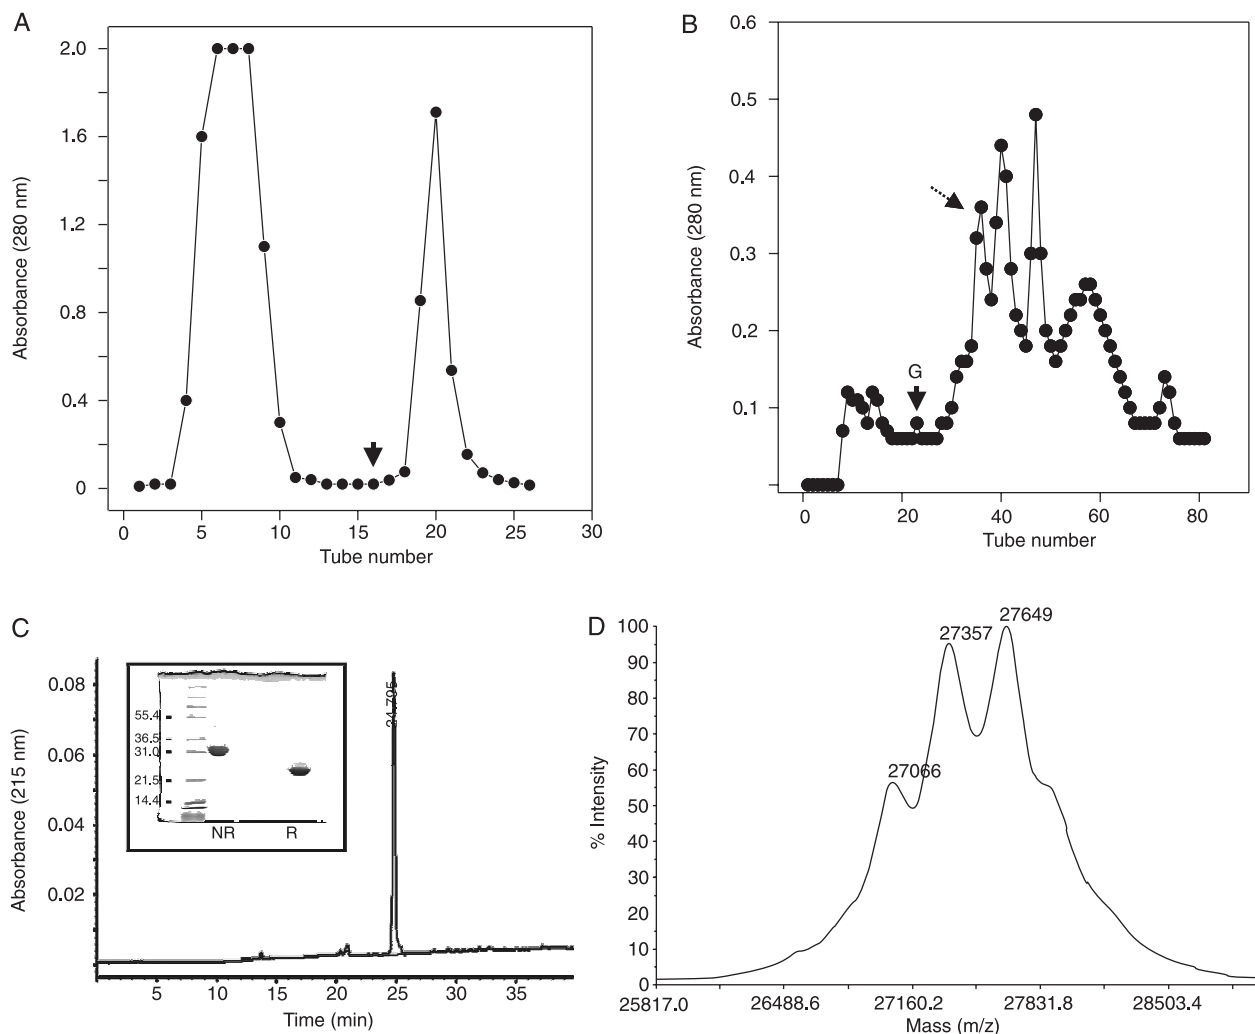 A
Absorbance (280 nm)
2.0
1.6
1.2
0.8
0.4
0
0 5 10 15 20 25 30
Tube number
B
Absorbance (280 nm)
0.6
0.5
0.4
0.3
0.2
0.1
G
0 20 40 60 80
Tube number
C
Absorbance (215 nm)
0.08
0.06
0.04
0.02
55.4
36.5
31.0
21.5
14.4
NR R
24.795
5 10 15 20 25 30 35
Time (min)
D
% Intensity
100
90
80
70
60
50
40
30
20
10
0
27066
27357
27649
25817.0 26488.6 27160.2 27831.8 28503.4
Mass (m/z)